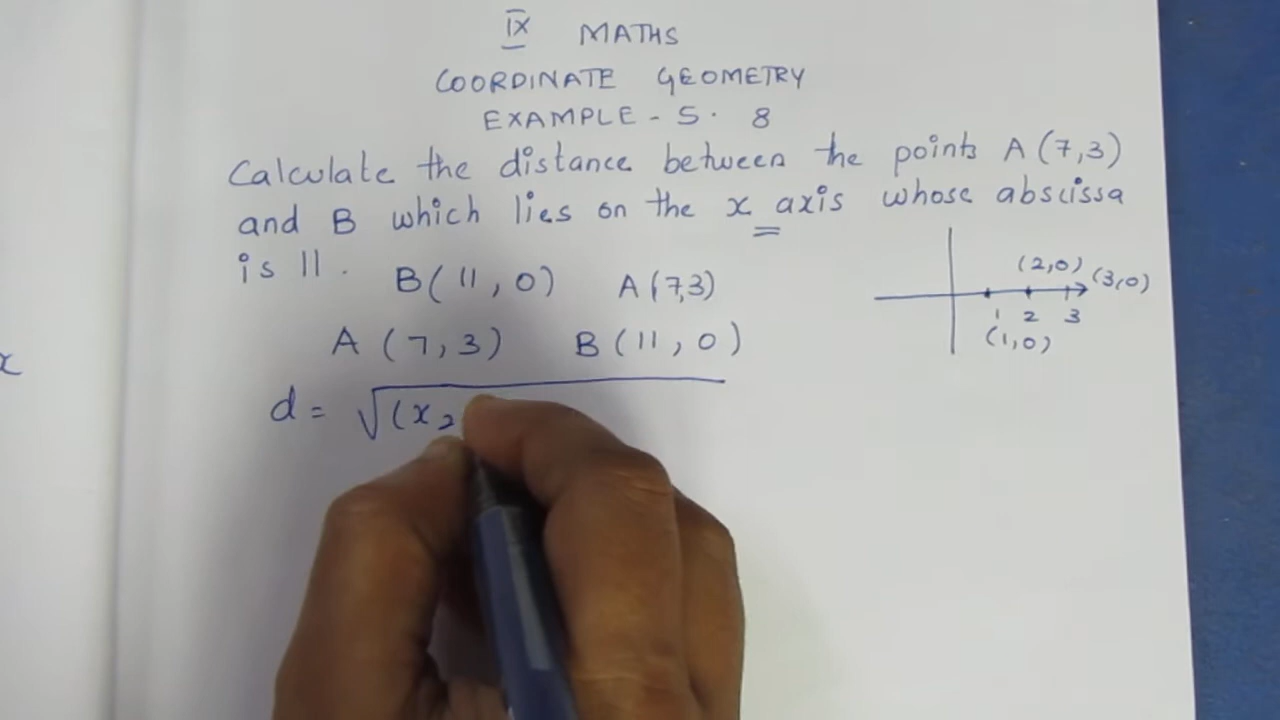 IX MATHS
COORDINATE GEOMETRY
EXAMPLE - 5. 8
Calculate the distance between the points A (7,3)
and B which lies on the x axis whose abscissa
is 11.
B( 11 , 0) A (7,3)
A (7,3) B (11, 0)
d = √(x2
(2,0) (3,0)
1 2 3
(1,0)
x